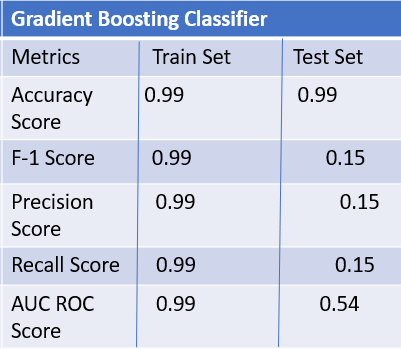 Gradient Boosting Classifier
Metrics Train Set Test Set
Accuracy 0.99 0.99
Score
F-1 Score 0.99 0.15
Precision 0.99 0.15
Score
Recall Score 0.99 0.15
AUC ROC 0.99 0.54
Score